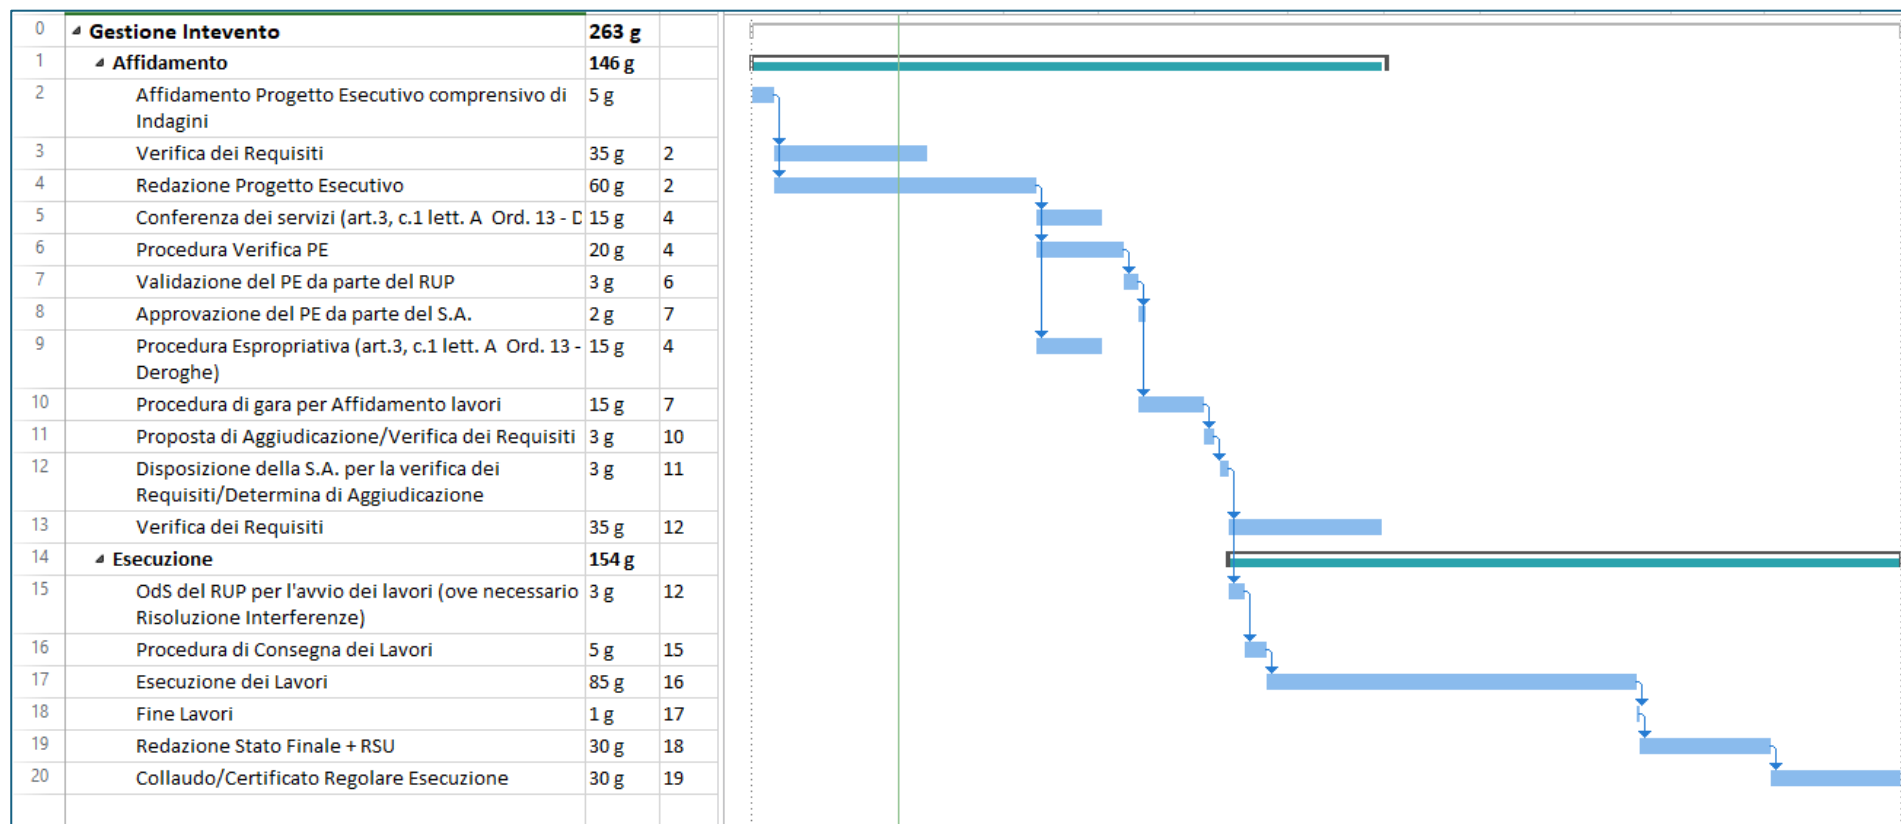 0 Gestione Intevento 263 g
1 Affidamento 146 g
2 Affidamento Progetto Esecutivo comprensivo di 5 g
Indagini
3 Verifica dei Requisiti 35 g 2
4 Redazione Progetto Esecutivo 60 g 2
5 Conferenza dei servizi (art.3, c.1 lett. A Ord. 13 - D 15 g 4
6 Procedura Verifica PE 20 g 4
7 Validazione del PE da parte del RUP 3 g 6
8 Approvazione del PE da parte del S.A. 2 g 7
9 Procedura Espropriativa (art.3, c.1 lett. A Ord. 13 - 15 g 4
Deroghe)
10 Procedura di gara per Affidamento lavori 15 g 7
11 Proposta di Aggiudicazione/Verifica dei Requisiti 3 g 10
12 Disposizione della S.A. per la verifica dei 3 g 11
Requisiti/Determina di Aggiudicazione
13 Verifica dei Requisiti 35 g 12
14 Esecuzione 154 g
15 OdS del RUP per l'avvio dei lavori (ove necessario 3 g 12
Risoluzione Interferenze)
16 Procedura di Consegna dei Lavori 5 g 15
17 Esecuzione dei Lavori 85 g 16
18 Fine Lavori 1 g 17
19 Redazione Stato Finale + RSU 30 g 18
20 Collaudo/Certificato Regolare Esecuzione 30 g 19